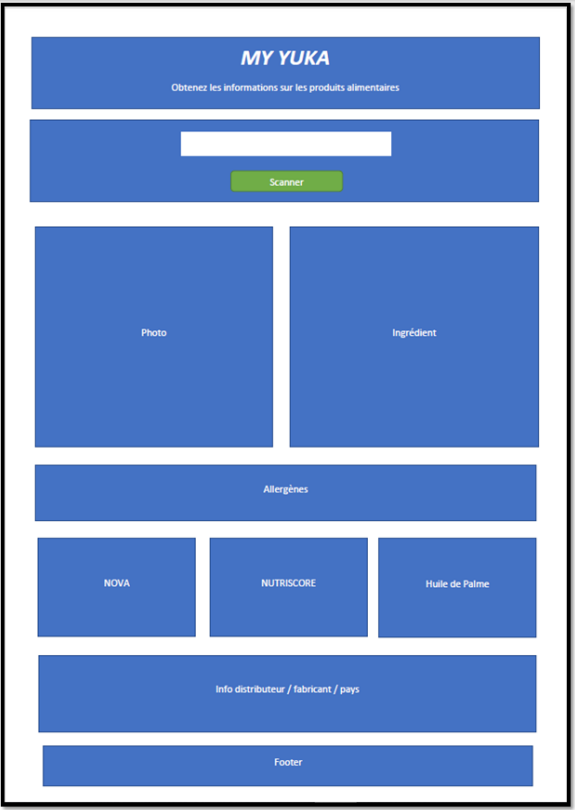 MY YUKA
Obtenez les informations sur les produits alimentaires
Scanner
Photo
Ingrédient
Allergènes
NOVA
NUTRISCORE
Huile de Palme
Info distributeur / fabricant / pays
Footer